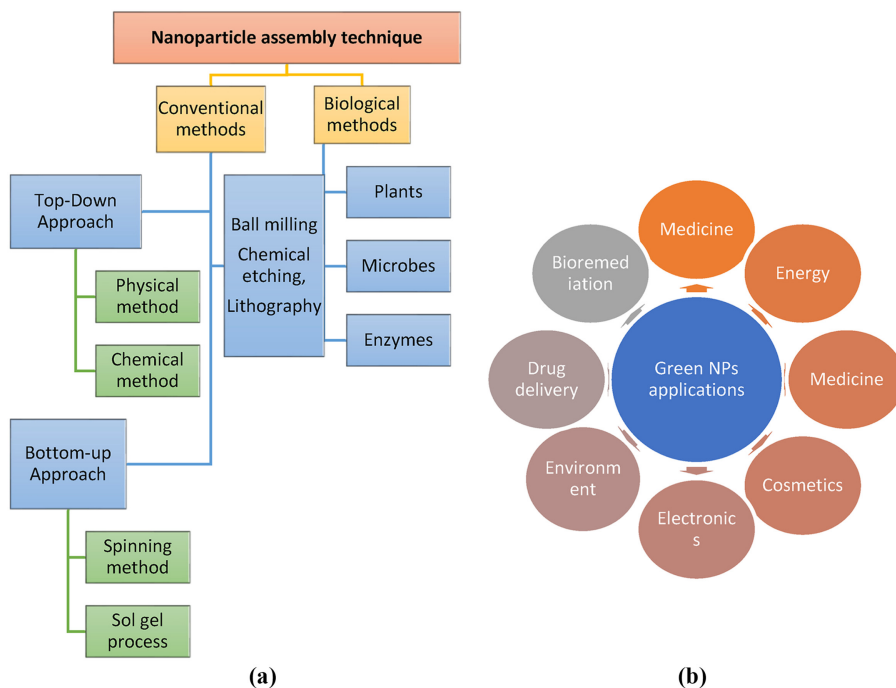 Nanoparticle assembly technique
Conventional
methods
Biological
methods
Top-Down
Approach
Physical
method
Chemical
method
Bottom-up
Approach
Spinning
method
Sol gel
process
Ball milling
Chemical
etching,
Lithography
Plants
Microbes
Enzymes
(a)
Medicine
Energy
Medicine
Cosmetics
Electronic
s
Environm
ent
Drug
delivery
Bioremed
iation
Green NPs
applications
(b)